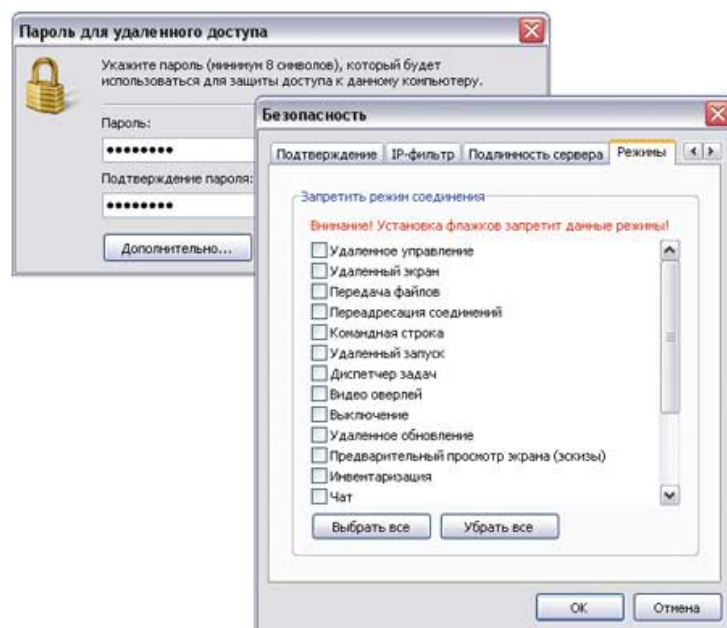 Пароль для удаленного доступа
Укажите пароль (минимум 8 символов), который будет
использоваться для защиты доступа к данному компьютеру.
Пароль:
••••••••
Подтверждение пароля:
••••••••
Дополнительно...
Безопасность
Подтверждение IP-фильтр Подлинность сервера Режимы
Запретить режим соединения
Внимание! Установка флажков запретит данные режимы!
Удаленное управление
Удаленный экран
Передача файлов
Переадресация соединений
Командная строка
Удаленный запуск
Диспетчер задач
Видео оверлей
Выключение
Удаленное обновление
Предварительный просмотр экрана (эскизы)
Инвентаризация
Чат
Выбрать все Убрать все
OK Отмена